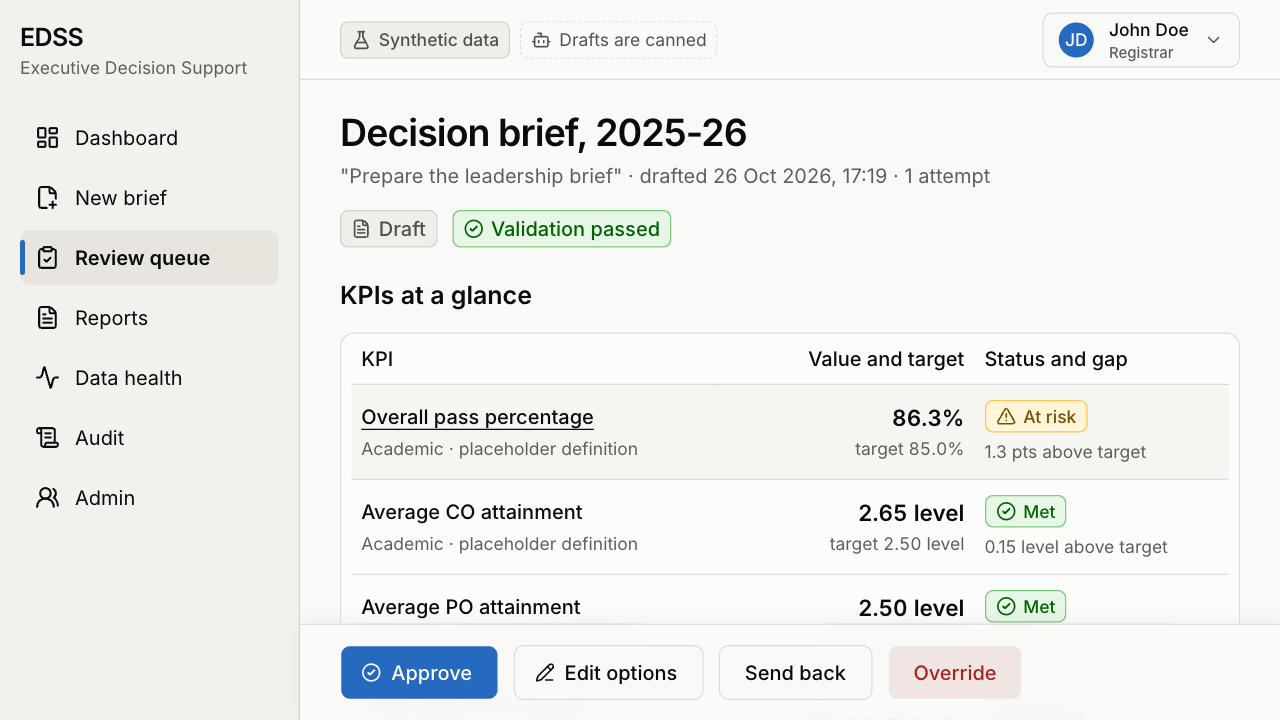 EDSS
Executive Decision Support
Dashboard
New brief
Review queue
Reports
Data health
Audit
Admin
Synthetic data
Drafts are canned
JD
John Doe
Registrar
Decision brief, 2025-26
"Prepare the leadership brief" · drafted 26 Oct 2026, 17:19 · 1 attempt
Draft
Validation passed
KPIs at a glance
KPI Value and target Status and gap
Overall pass percentage 86.3% At risk
Academic · placeholder definition target 85.0% 1.3 pts above target
Average CO attainment 2.65 level Met
Academic · placeholder definition target 2.50 level 0.15 level above target
Average PO attainment 2.50 level Met
Approve
Edit options
Send back
Override